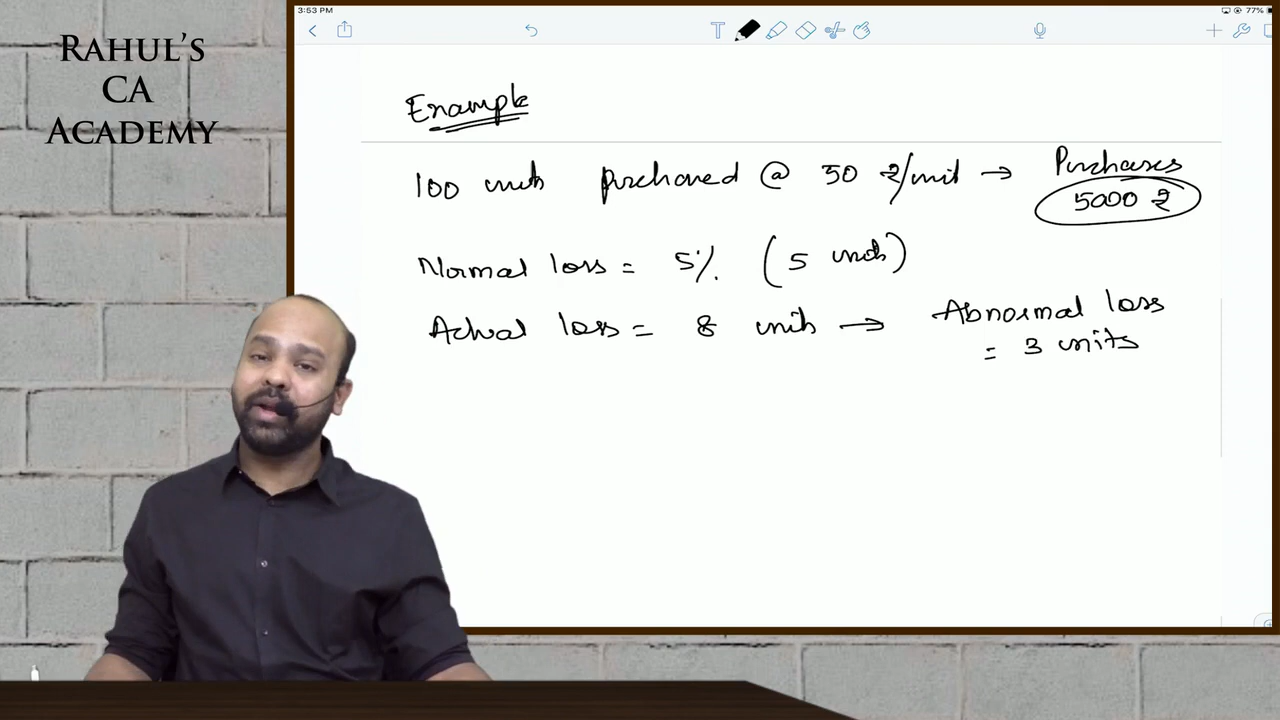 3:53 PM
77%
RAHUL'S
CA
ACADEMY
T
Example
100 units purchased @ 50 ₹/unit → Purchases
5000 ₹
Normal loss = 5% (5 units)
Actual loss = 8 units → Abnormal loss
= 3 units